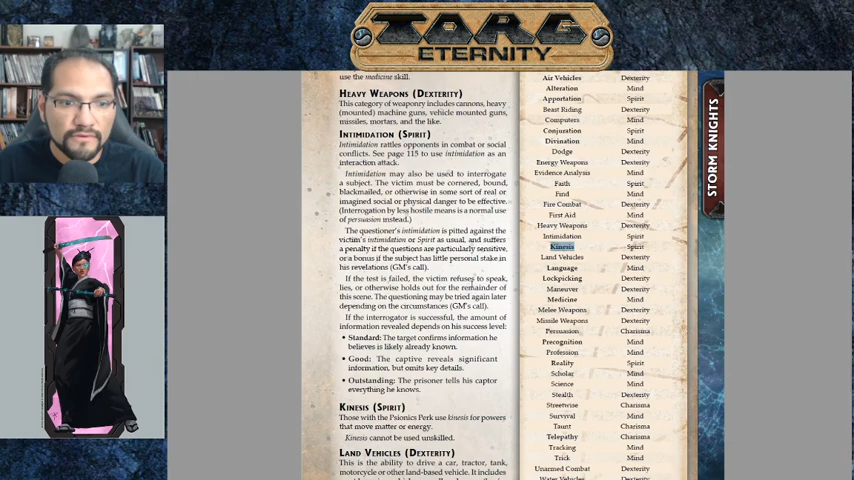 TORG
ETERNITY
use the medicine skill.
HEAVY WEAPONS (DEXTERITY)
This category of weaponry includes cannons, heavy
(mounted) machine guns, vehicle mounted guns,
missiles, mortars, and the like.
INTIMIDATION (SPIRIT)
Intimidation rattles opponents in combat or social
conflicts. See page 115 to use intimidation as an
interaction attack.
Intimidation may also be used to interrogate
a subject. The victim must be cornered, bound,
blackmailed, or otherwise in some sort of real or
imagined social or physical danger to be effective.
(Interrogation by less hostile means is a normal use
of persuasion instead.)
The questioner's intimidation is pitted against the
victim's intimidation or Spirit as usual, and suffers
a penalty if the questions are particularly sensitive,
or a bonus if the subject has little personal stake in
his revelations (GM's call).
If the test is failed, the victim refuses to speak,
lies, or otherwise holds out for the remainder of
this scene. The questioning may be tried again later
depending on the circumstances (GM's call).
If the interrogator is successful, the amount of
information revealed depends on his success level:
• Standard: The target confirms information he
believes is likely already known.
• Good: The captive reveals significant
information, but omits key details.
• Outstanding: The prisoner tells his captor
everything he knows.
KINESIS (SPIRIT)
Those with the Psionics Perk use kinesis for powers
that move matter or energy.
Kinesis cannot be used unskilled.
LAND VEHICLES (DEXTERITY)
This is the ability to drive a car, tractor, tank,
motorcycle or other land-based vehicle. It includes
Air Vehicles Dexterity
Alteration Mind
Apportation Spirit
Beast Riding Dexterity
Computers Mind
Conjuration Spirit
Divination Mind
Dodge Dexterity
Energy Weapons Dexterity
Evidence Analysis Mind
Faith Spirit
Find Mind
Fire Combat Dexterity
First Aid Mind
Heavy Weapons Dexterity
Intimidation Spirit
Kinesis Spirit
Land Vehicles Dexterity
Language Mind
Lockpicking Dexterity
Maneuver Dexterity
Medicine Mind
Melee Weapons Dexterity
Missile Weapons Dexterity
Persuasion Charisma
Precognition Mind
Profession Mind
Reality Spirit
Scholar Mind
Science Mind
Stealth Dexterity
Streetwise Charisma
Survival Mind
Taunt Charisma
Telepathy Charisma
Tracking Mind
Trick Mind
Unarmed Combat Dexterity
Water Vehicles Dexterity
STORM KNIGHTS